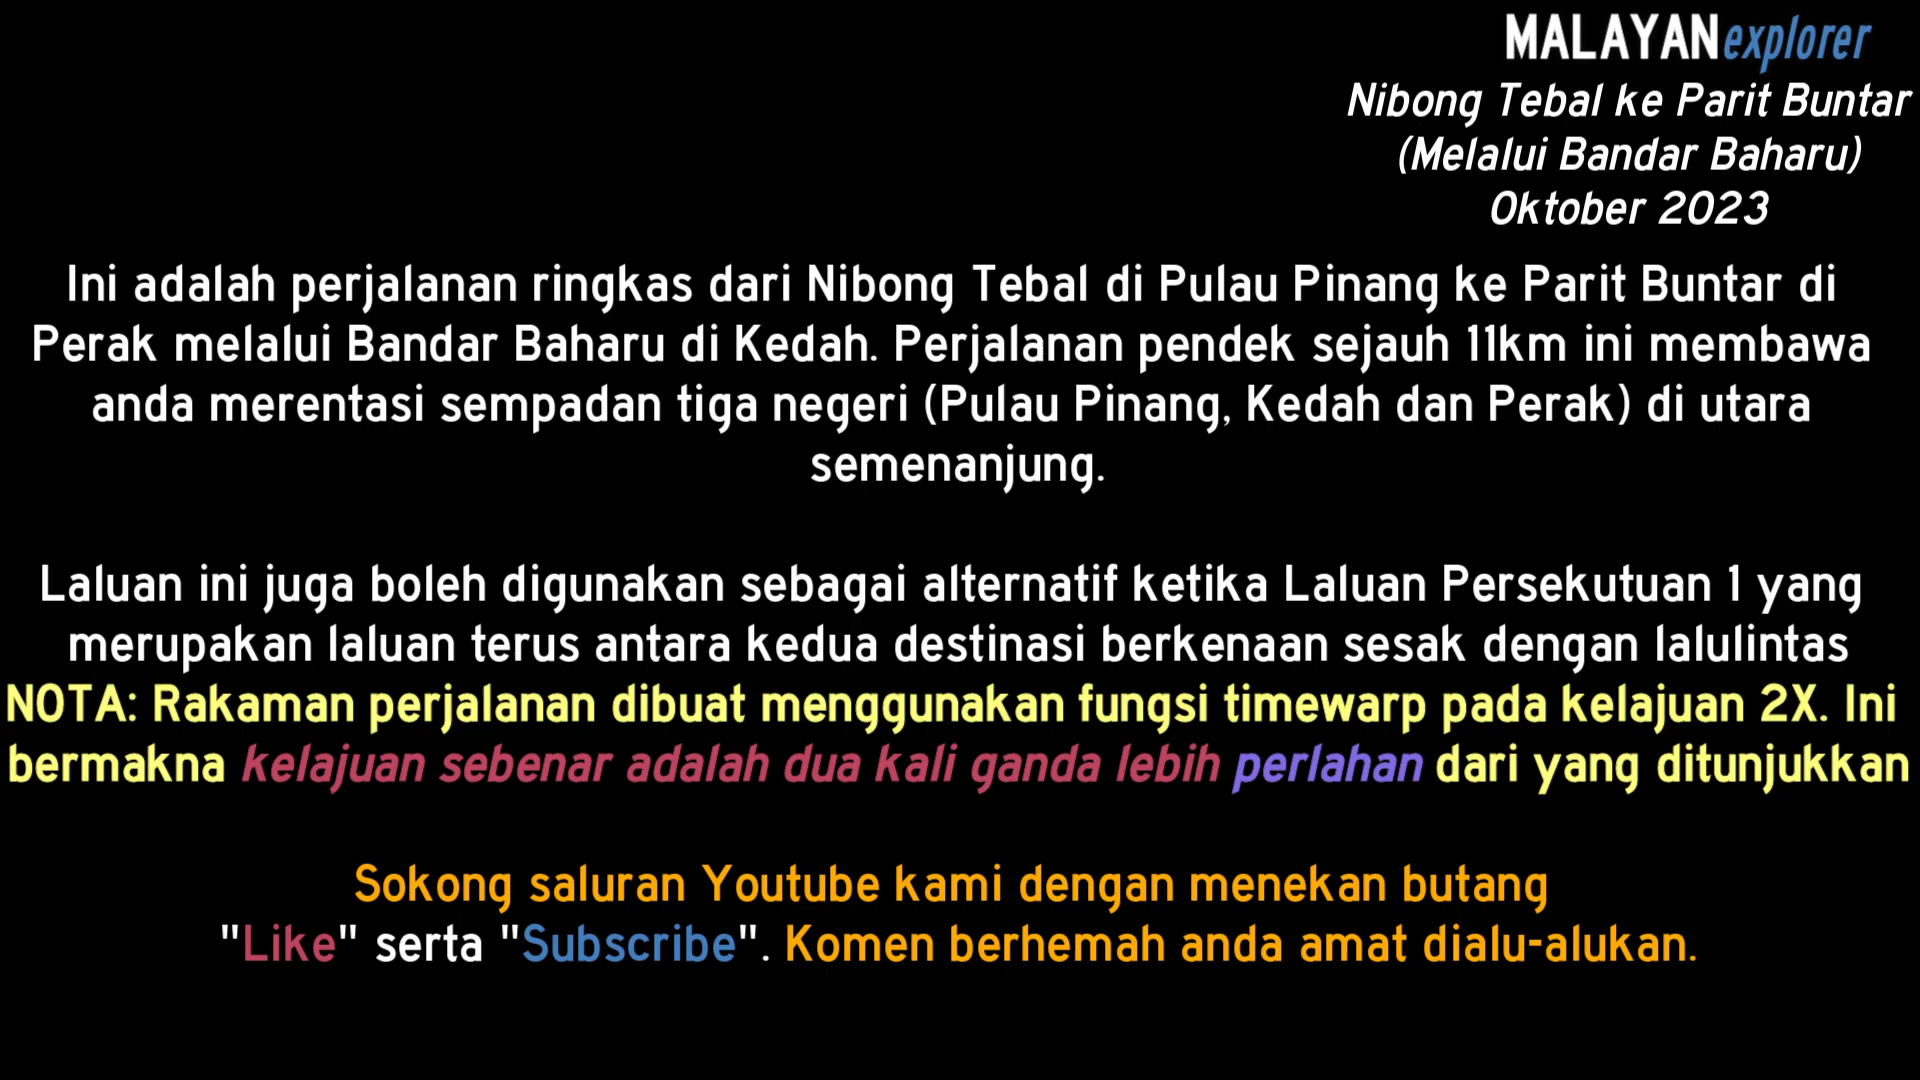 MALAYANexplorer
Nibong Tebal ke Parit Buntar
(Melalui Bandar Baharu)
Oktober 2023
Ini adalah perjalanan ringkas dari Nibong Tebal di Pulau Pinang ke Parit Buntar di
Perak melalui Bandar Baharu di Kedah. Perjalanan pendek sejauh 11km ini membawa
anda merentasi sempadan tiga negeri (Pulau Pinang, Kedah dan Perak) di utara
semenanjung.
Laluan ini juga boleh digunakan sebagai alternatif ketika Laluan Persekutuan 1 yang
merupakan laluan terus antara kedua destinasi berkenaan sesak dengan lalulintas
NOTA: Rakaman perjalanan dibuat menggunakan fungsi timewarp pada kelajuan 2X. Ini
bermakna kelajuan sebenar adalah dua kali ganda lebih perlahan dari yang ditunjukkan
Sokong saluran Youtube kami dengan menekan butang
"Like" serta "Subscribe". Komen berhemah anda amat dialu-alukan.